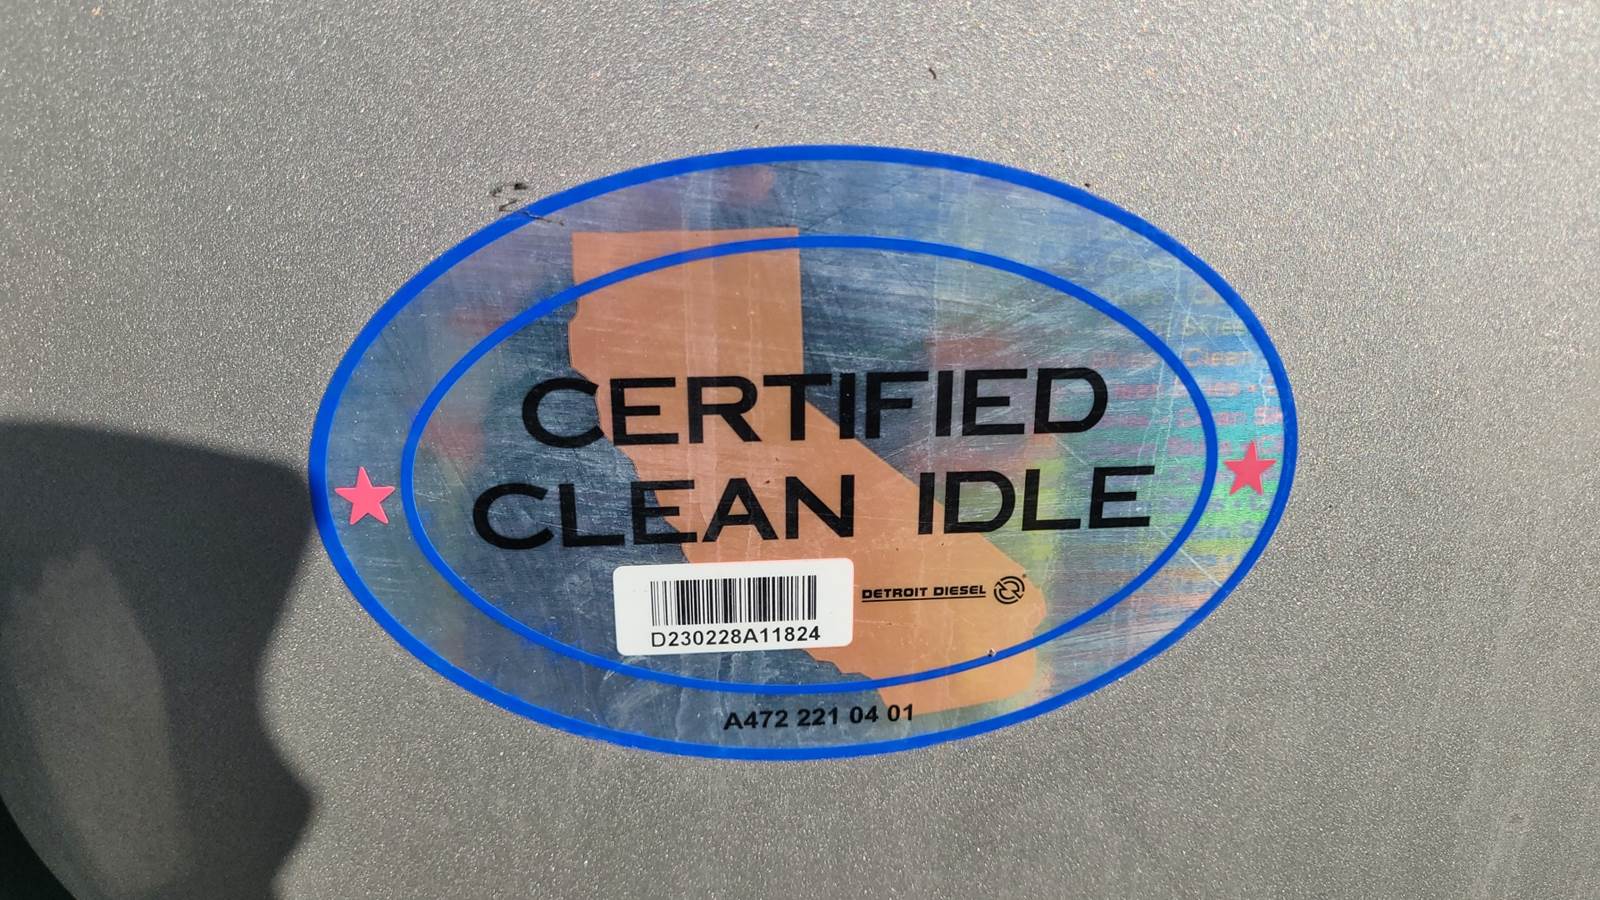 CERTIFIED
CLEAN IDLE
DETROIT DIESEL
D230228A11824
A472 221 04 01